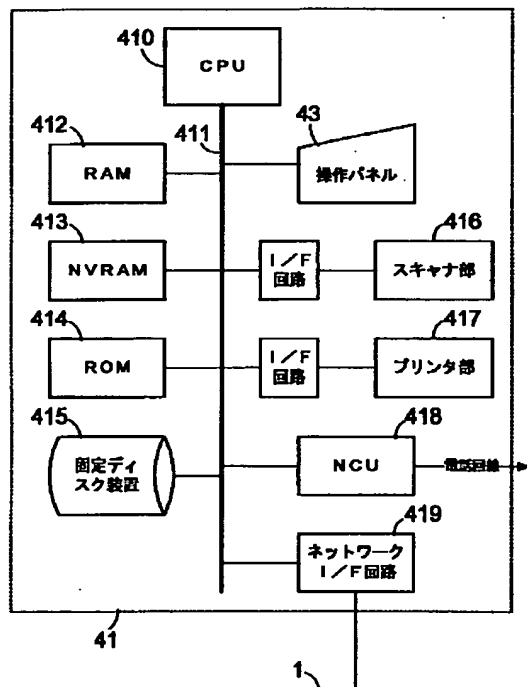 410
CPU
412
411
43
RAM
操作パネル
413
416
NVRAM
I/F
回路
スキャナ部
414
417
ROM
I/F
回路
プリンタ部
415
418
固定ディ
スク装置
NCU
電話回線
419
ネットワーク
I/F回路
41
1